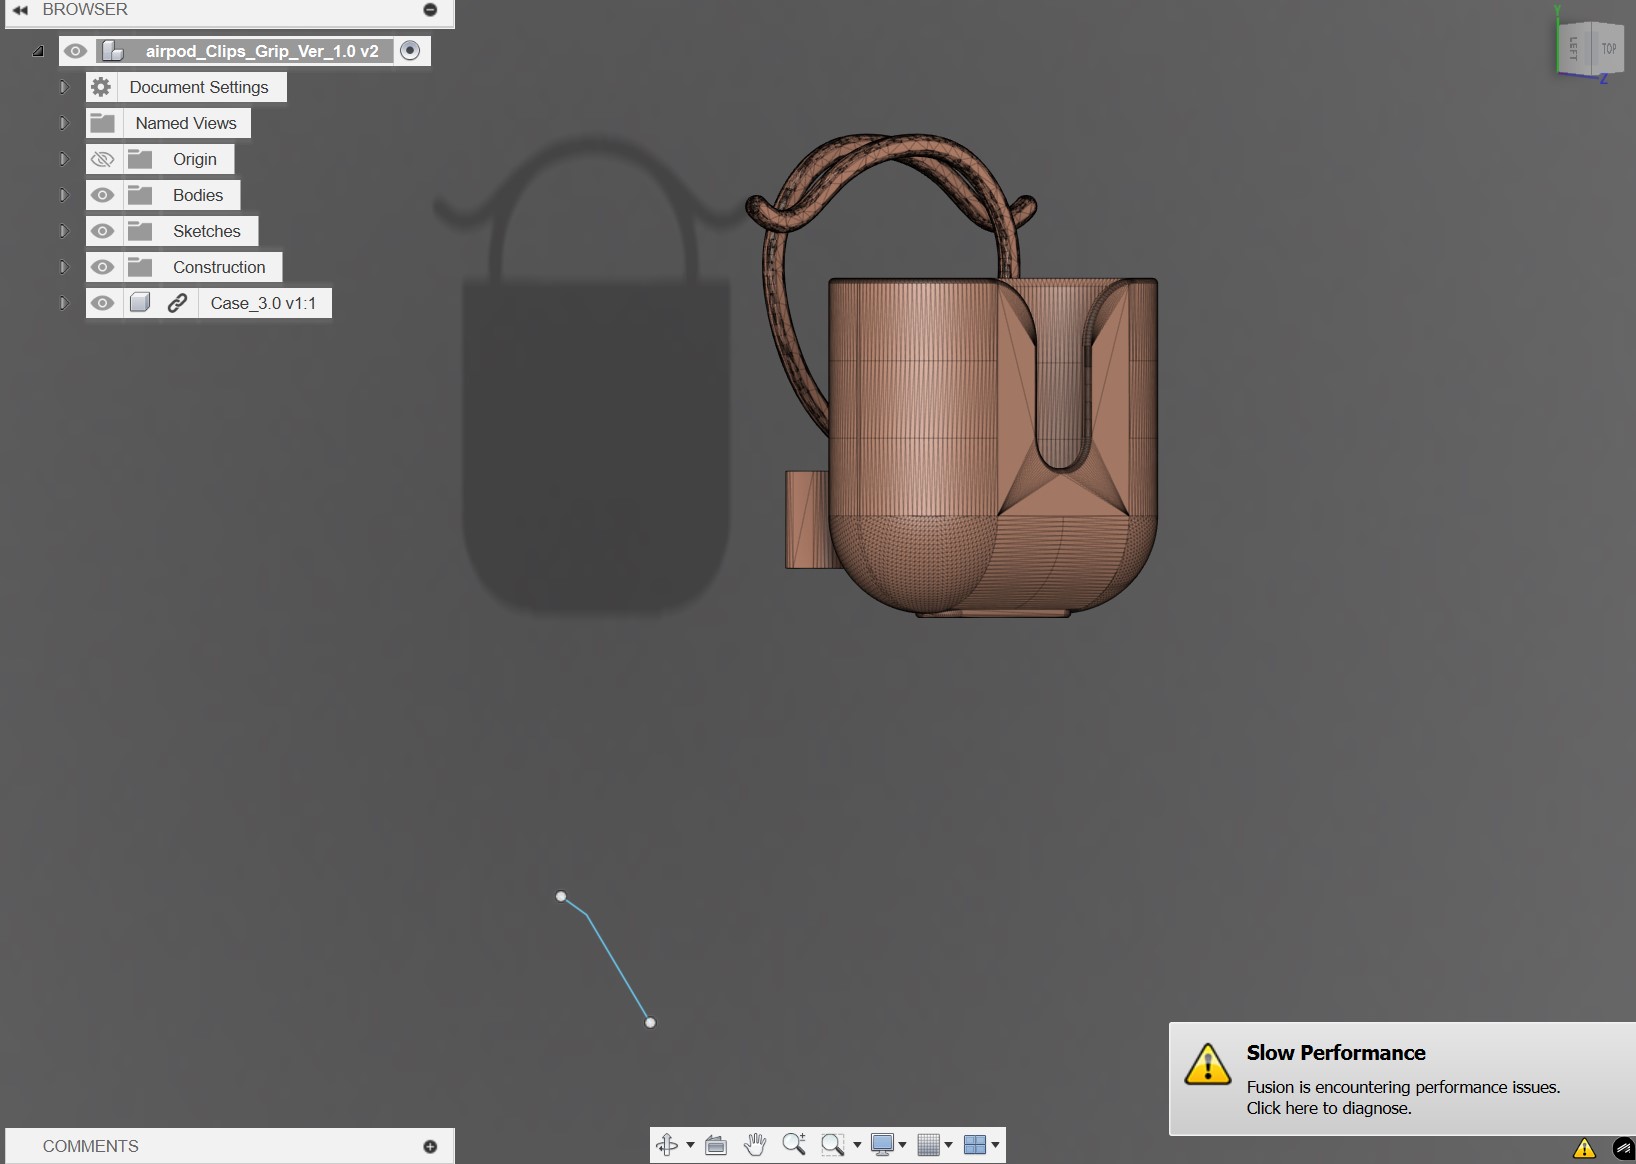 BROWSER
airpod_Clips_Grip_Ver_1.0 v2
Document Settings
Named Views
Origin
Bodies
Sketches
Construction
Case_3.0 v1:1
Y
LEFT
TOP
Z
Slow Performance
Fusion is encountering performance issues.
Click here to diagnose.
COMMENTS